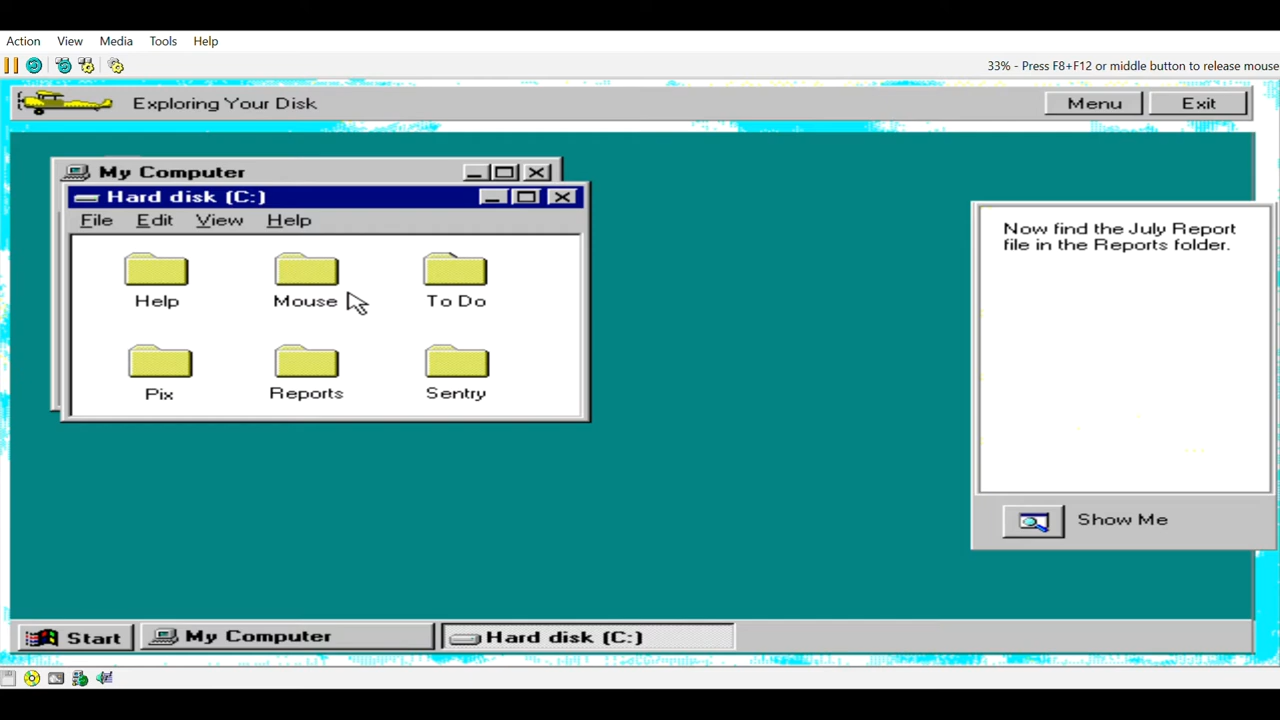 Action View Media Tools Help
33% - Press F8+F12 or middle button to release mouse
Exploring Your Disk
Menu Exit
My Computer
Hard disk (C:)
File Edit View Help
Help Mouse To Do
Pix Reports Sentry
Now find the July Report
file in the Reports folder.
Show Me
Start My Computer Hard disk (C:)